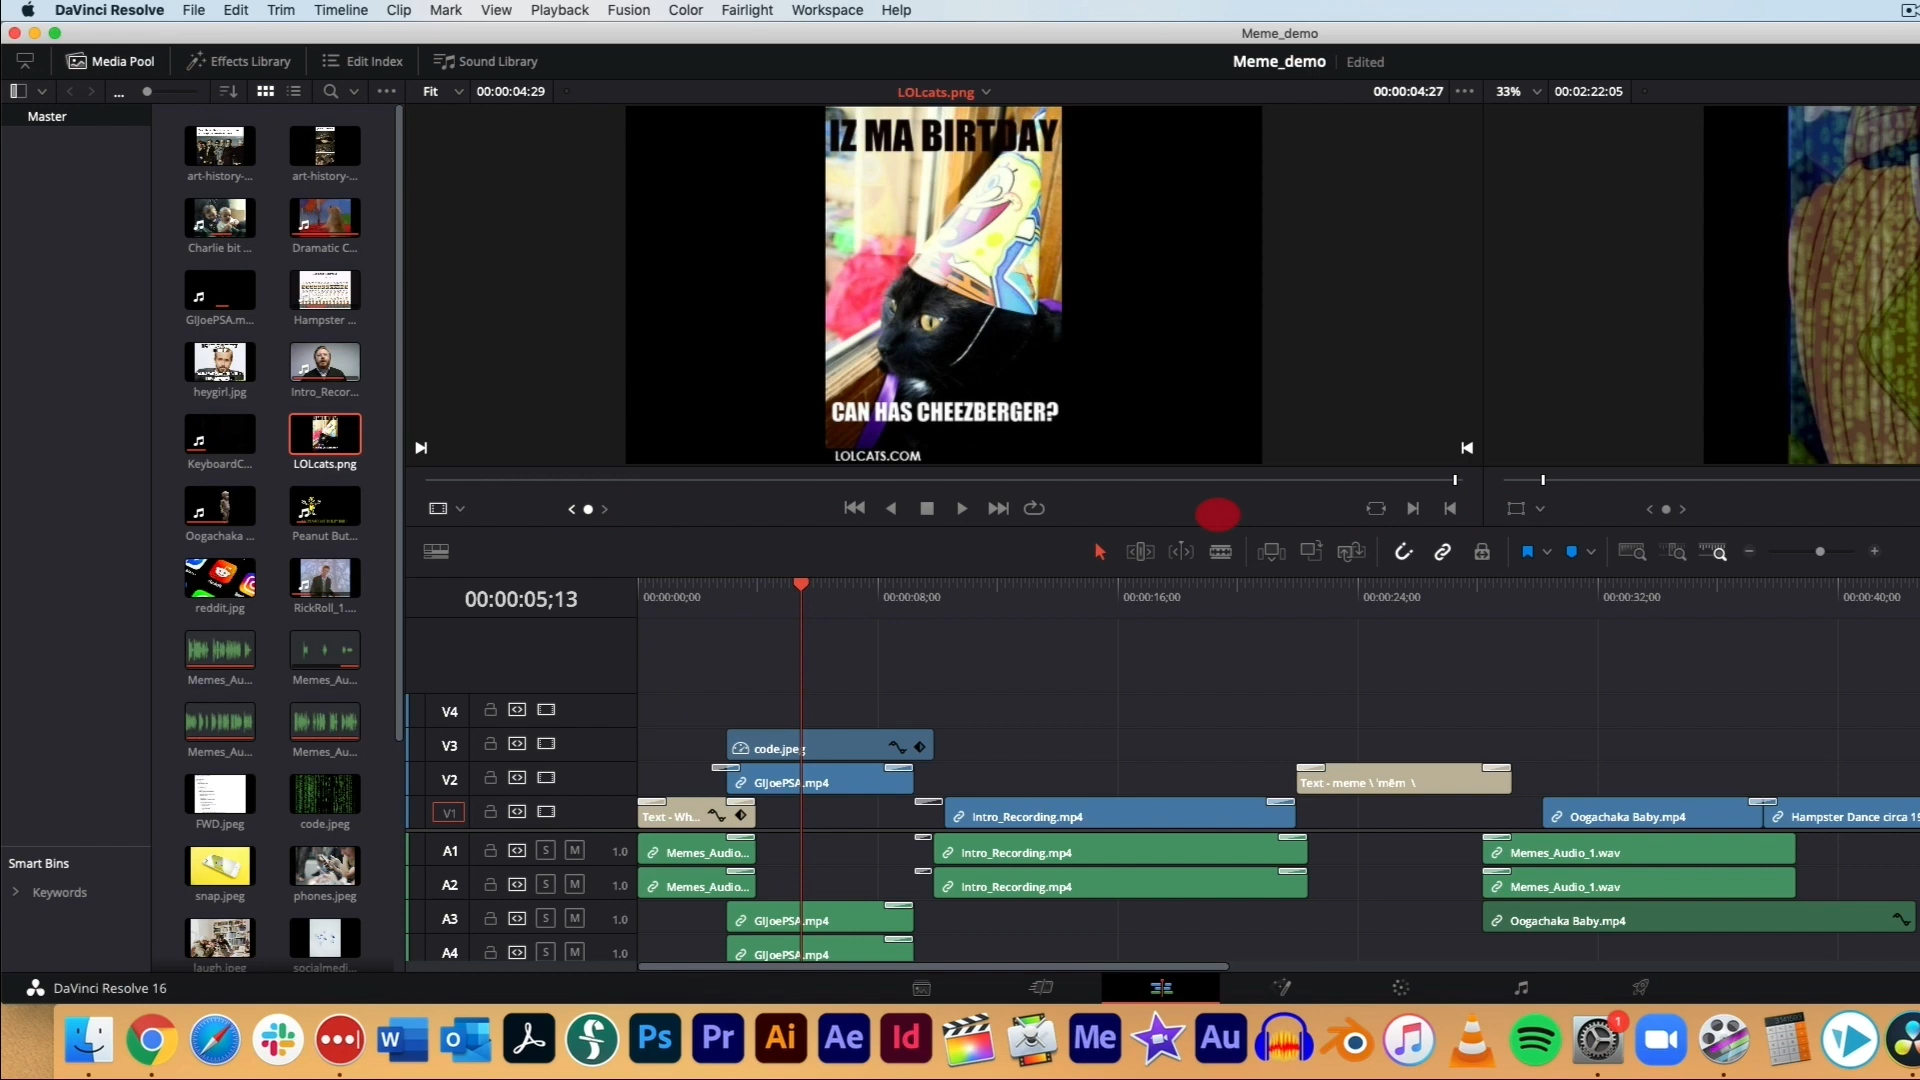 DaVinci Resolve File Edit Trim Timeline Clip Mark View Playback Fusion Color Fairlight Workspace Help
Meme_demo
Media Pool Effects Library Edit Index Sound Library Meme_demo Edited
... Fit 00:00:04:29 LOLcats.png 00:00:04:27 33% 00:02:22:05
Master
IZ MA BIRTDAY
CAN HAS CHEEZBERGER?
LOLCATS.COM
art-history-... art-history-...
Charlie bit ... Dramatic C...
GIJoePSA.m... Hampster ...
heygirl.jpg Intro_Recor...
KeyboardC... LOLcats.png
Oogachaka ... Peanut But...
reddit.jpg RickRoll_1....
Memes_Au... Memes_Au...
Memes_Au... Memes_Au...
FWD.jpeg code.jpeg
snap.jpeg phones.jpeg
laugh.jpeg socialmedi...
Smart Bins
Keywords
00:00:05;13 00:00:00;00 00:00:08;00 00:00:16;00 00:00:24;00 00:00:32;00 00:00:40;00
V4
V3 code.jpeg
V2 GIJoePSA.mp4 Text - meme \ 'mēm \
V1 Text - Wh... Intro_Recording.mp4 Oogachaka Baby.mp4 Hampster Dance circa 19
A1 S M 1.0 Memes_Audio... Intro_Recording.mp4 Memes_Audio_1.wav
A2 S M 1.0 Memes_Audio... Intro_Recording.mp4 Memes_Audio_1.wav
A3 S M 1.0 GIJoePSA.mp4 Oogachaka Baby.mp4
A4 S M 1.0 GIJoePSA.mp4
DaVinci Resolve 16
W O Ps Pr Ai Ae Id Me Au 1